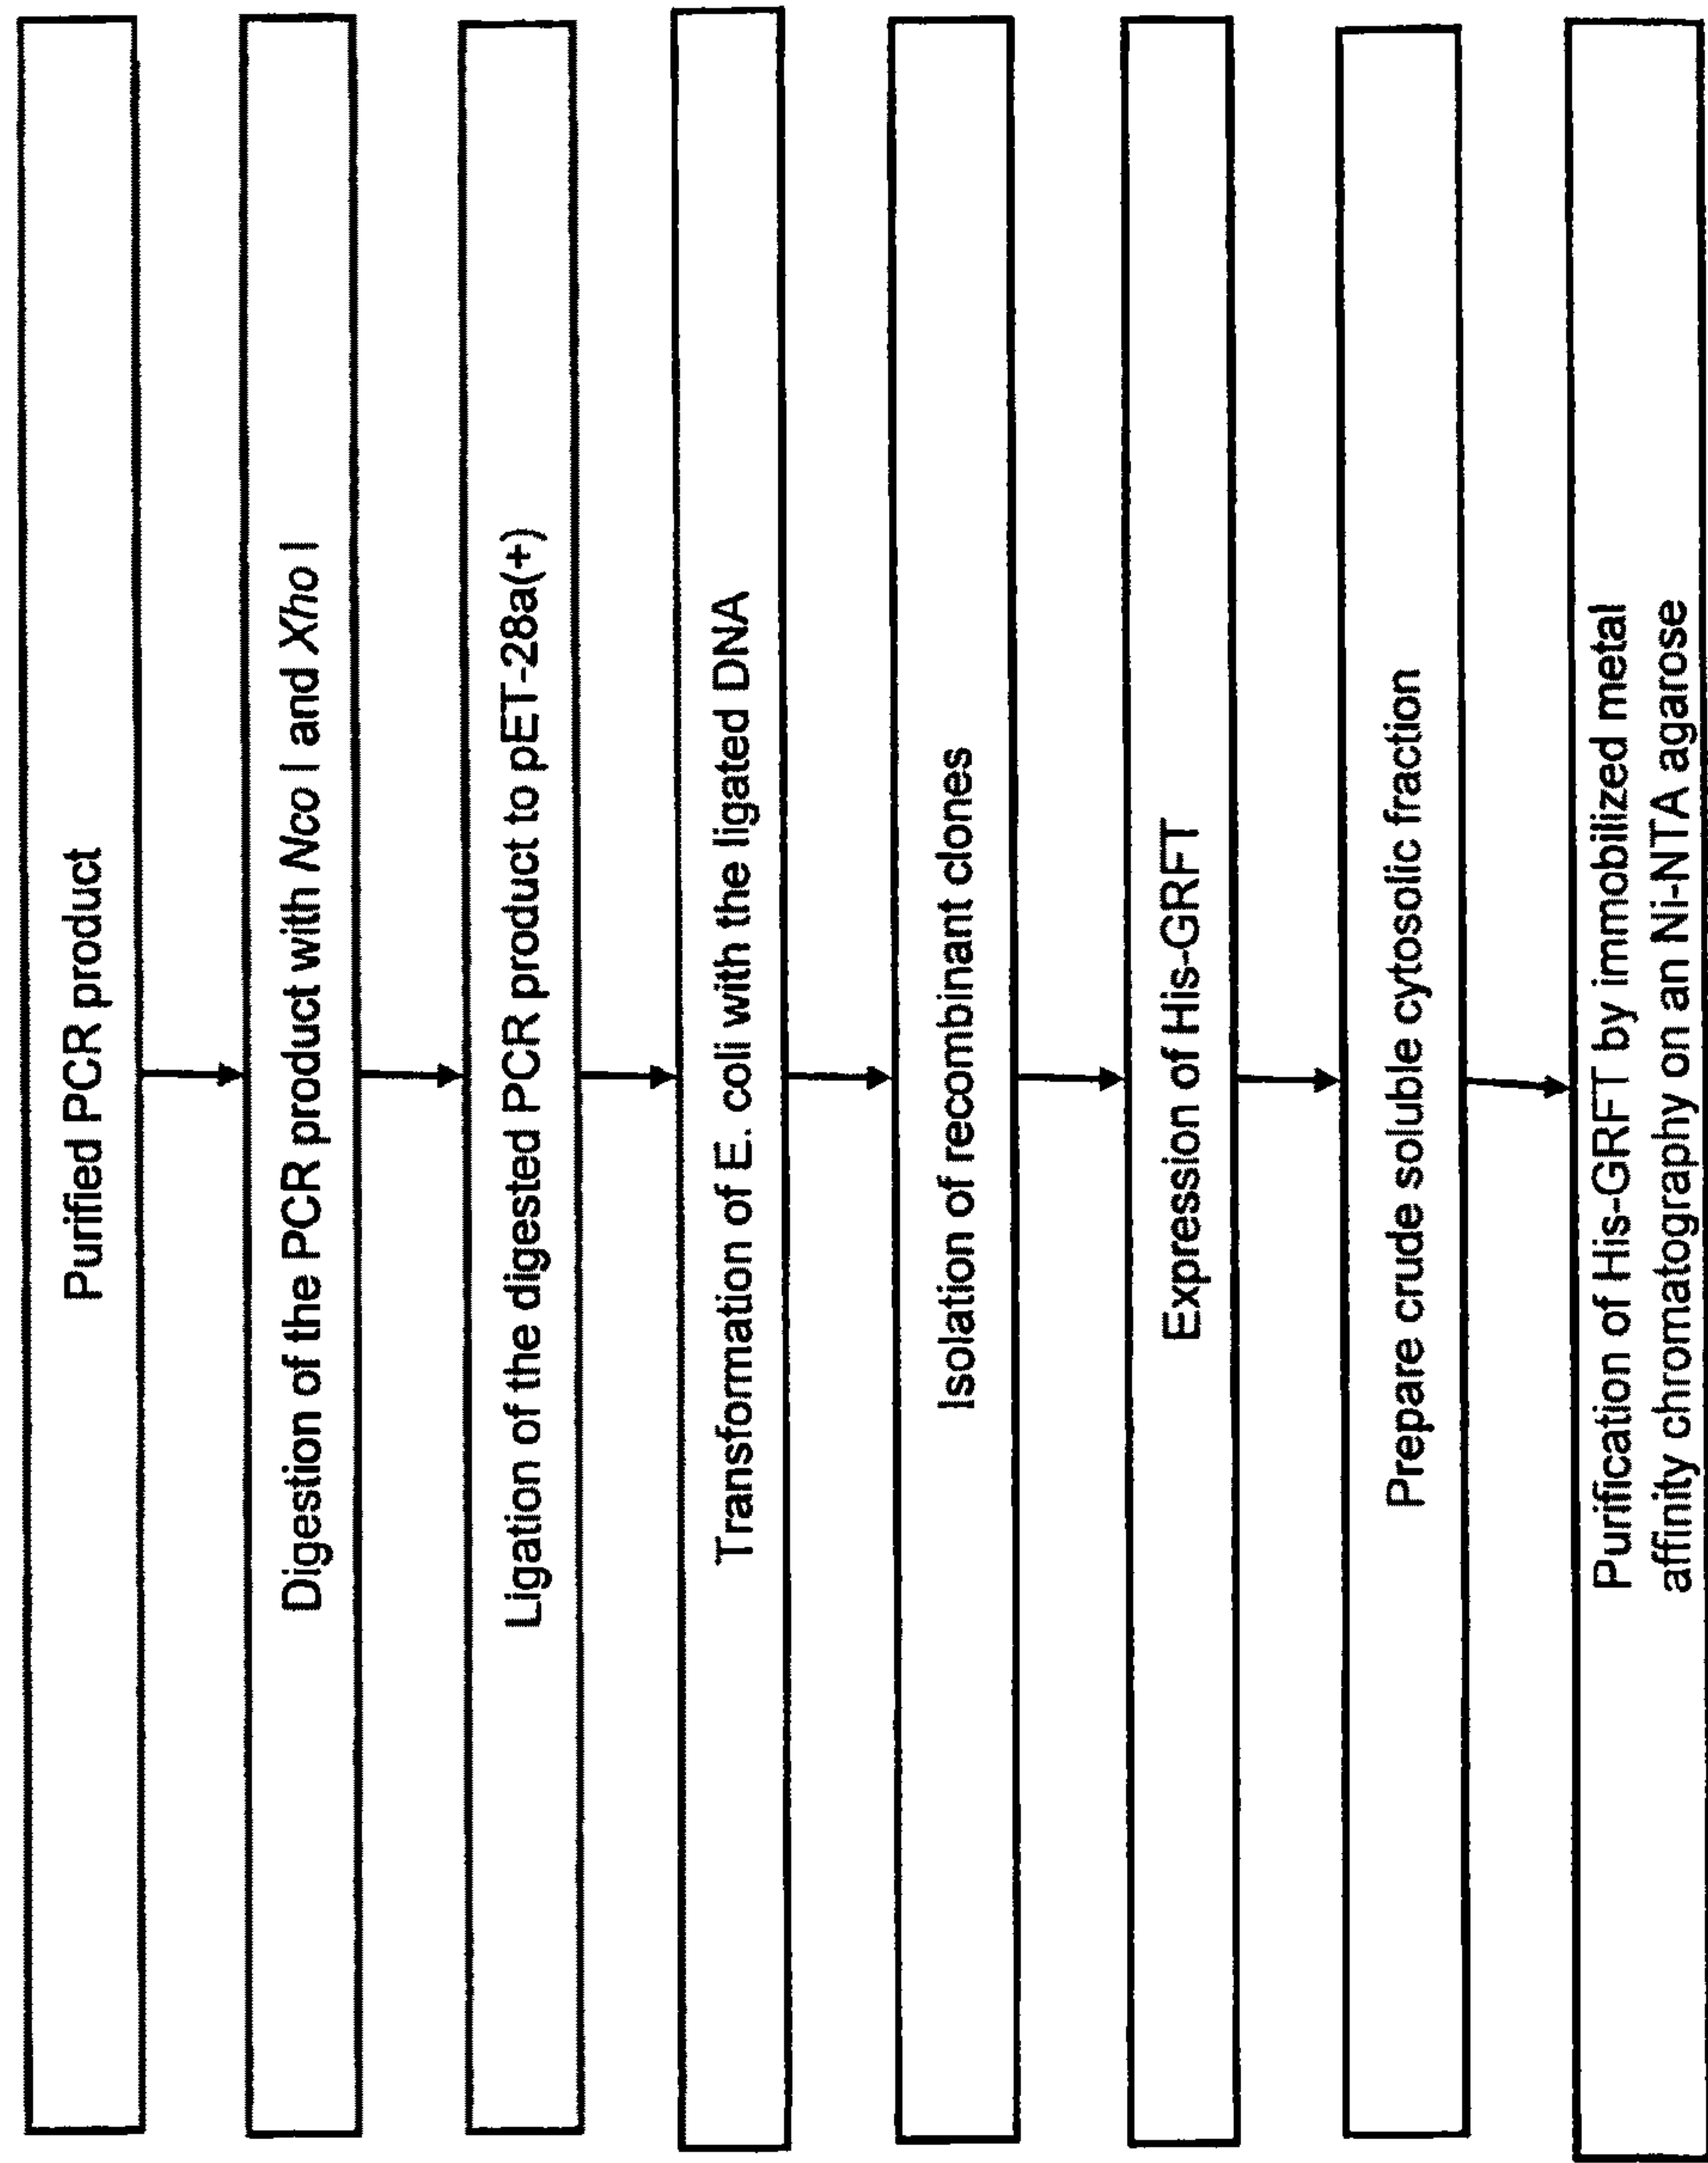 Purified PCR product
Digestion of the PCR product with Nco I and Xho I
Ligation of the digested PCR product to pET-28a(+)
Transformation of E. coli with the ligated DNA
Isolation of recombinant clones
Expression of His-GRFT
Prepare crude soluble cytosolic fraction
Purification of His-GRFT by immobilized metal
affinity chromatography on an Ni-NTA agarose